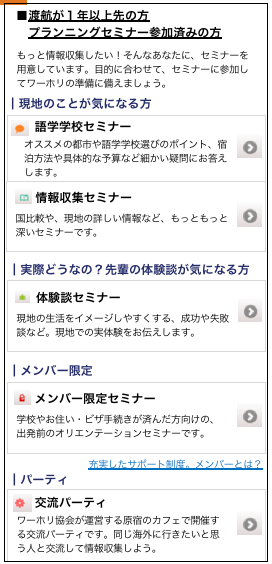 ■渡航が１年以上先の方
プランニングセミナー参加済みの方
もっと情報収集したい！そんなあなたに、セミナーを
用意しています。目的に合わせて、セミナーに参加し
てワーホリの準備に備えましょう。
現地のことが気になる方
語学学校セミナー
オススメの都市や語学学校選びのポイント、宿
泊方法や具体的な予算など細かい疑問にお答え
します。
情報収集セミナー
国比較や、現地の詳しい情報など、もっともっと
深いセミナーです。
実際どうなの？先輩の体験談が気になる方
体験談セミナー
現地の生活をイメージしやすくする、成功や失敗
談など。現地での実体験をお伝えします。
メンバー限定
メンバー限定セミナー
学校やお住い・ビザ手続きが済んだ方向けの、
出発前のオリエンテーションセミナーです。
充実したサポート制度。メンバーとは？
パーティ
交流パーティ
ワーホリ協会が運営する原宿のカフェで開催す
る交流パーティです。同じ海外に行きたいと思
う人と交流して情報収集しよう。